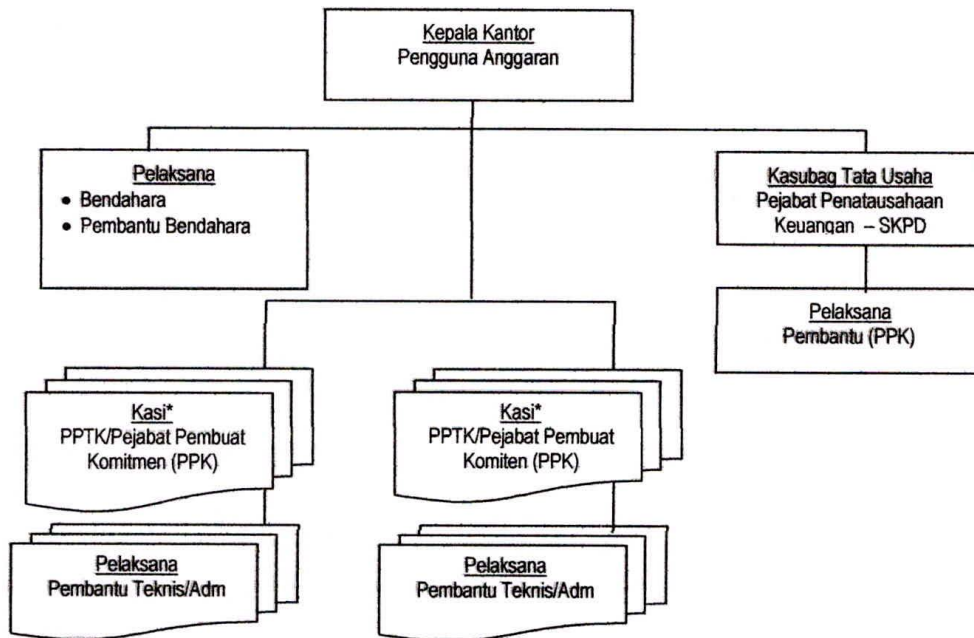 Kepala Kantor
Pengguna Anggaran
Pelaksana
• Bendahara
• Pembantu Bendahara
Kasubag Tata Usaha
Pejabat Penatausahaan
Keuangan – SKPD
Pelaksana
Pembantu (PPK)
Kasi*
PPTK/Pejabat Pembuat
Komitmen (PPK)
Kasi*
PPTK/Pejabat Pembuat
Komiten (PPK)
Pelaksana
Pembantu Teknis/Adm
Pelaksana
Pembantu Teknis/Adm